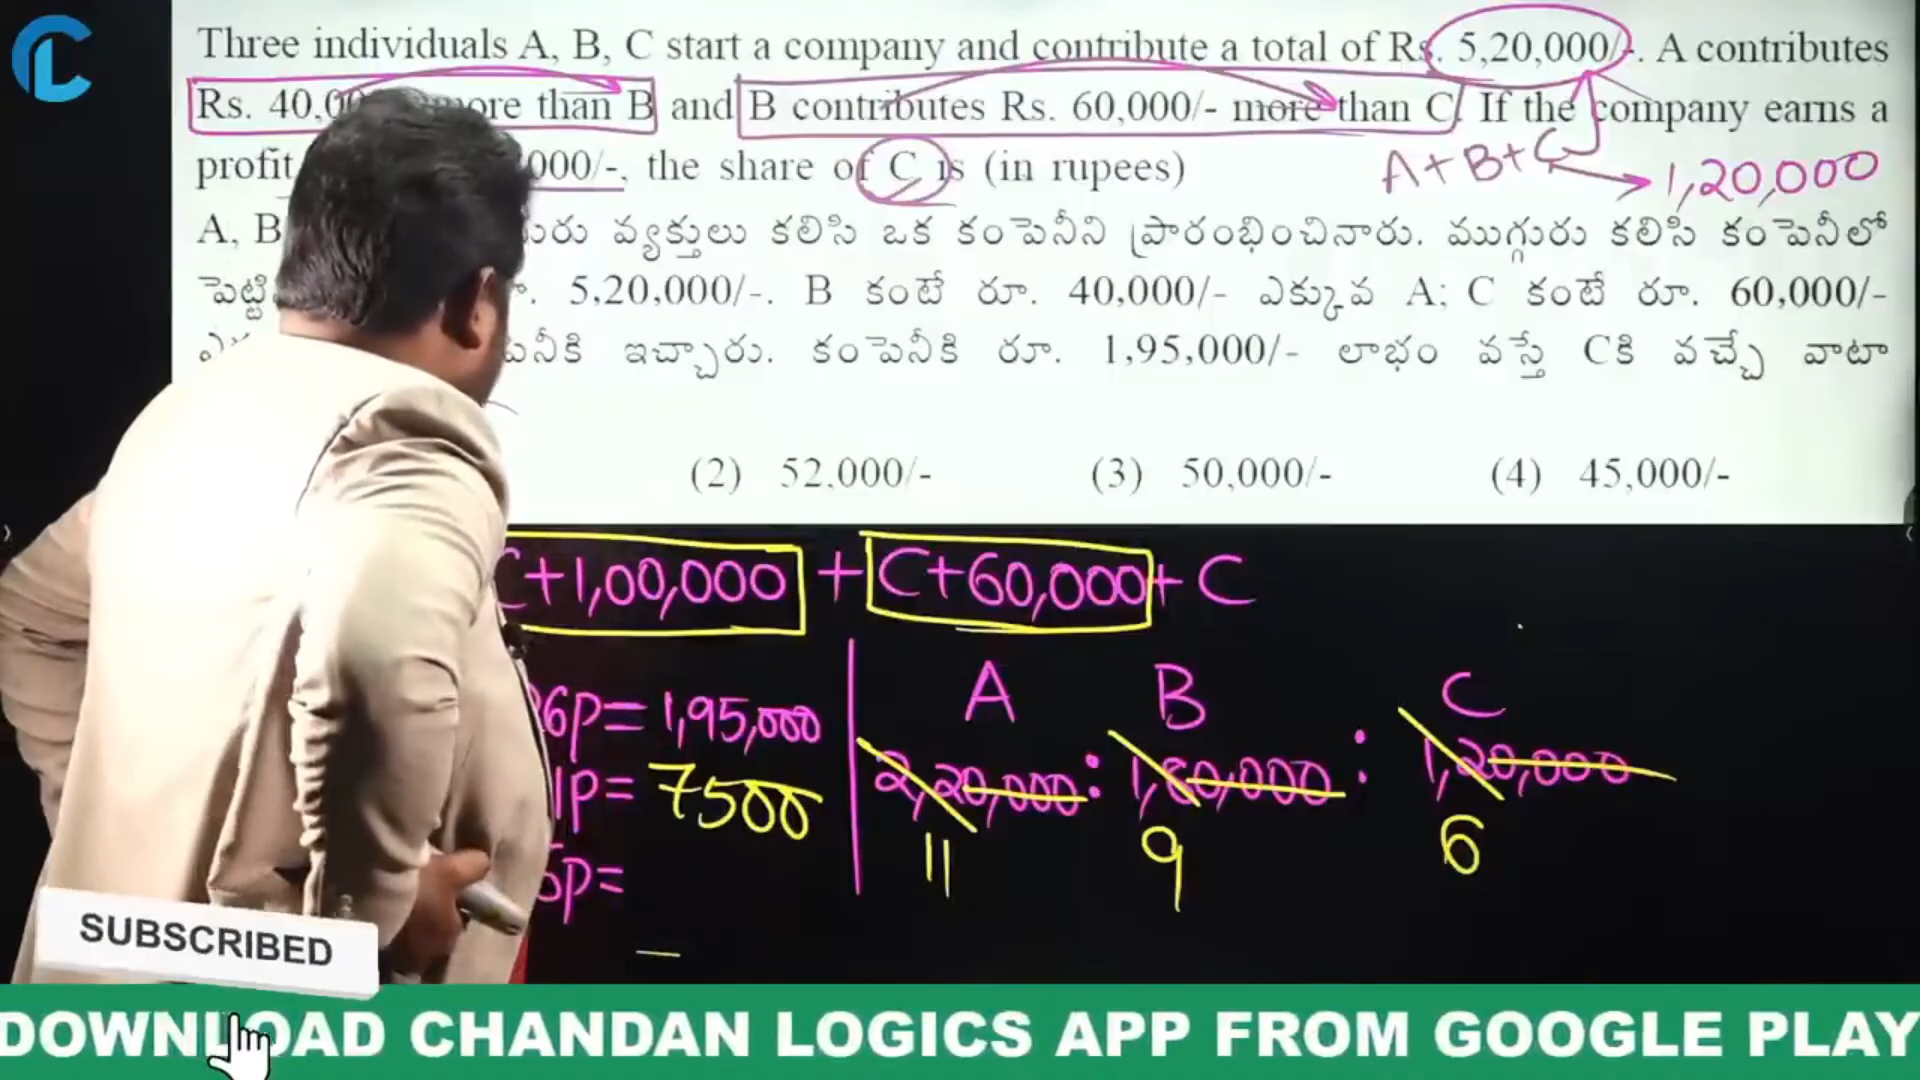 Three individuals A, B, C start a company and contribute a total of Rs. 5,20,000/-. A contributes
Rs. 40,0 more than B and B contributes Rs. 60,000/- more than C. If the company earns a
profit 000/-, the share of C is (in rupees)
A+B+C
1,20,000
A, B వ్యక్తులు కలిసి ఒక కంపెనీని ప్రారంభించినారు. ముగ్గురు కలిసి కంపెనీలో
5,20,000/-. B కంటే రూ. 40,000/- ఎక్కువ A; C కంటే రూ. 60,000/-
ఇచ్చారు. కంపెనీకి రూ. 1,95,000/- లాభం వస్తే Cకి వచ్చే వాటా
(2) 52,000/- (3) 50,000/- (4) 45,000/-
C+1,00,000 + C+60,000 + C
A B C
26p= 1,95,000
2,20,000 : 1,80,000 : 1,20,000
1p= 7500
11 9 6
6p=
SUBSCRIBED
DOWNLOAD CHANDAN LOGICS APP FROM GOOGLE PLAY